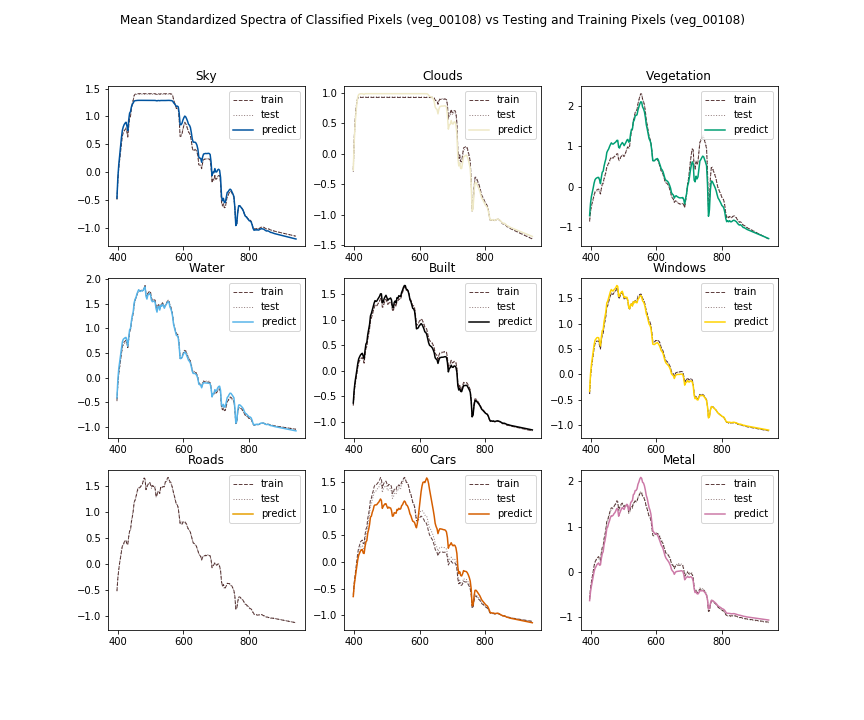 Mean Standardized Spectra of Classified Pixels (veg_00108) vs Testing and Training Pixels (veg_00108)
Sky
1.5
1.0
0.5
0.0
−0.5
−1.0
400
600
800
train
test
predict
Clouds
1.0
0.5
0.0
−0.5
−1.0
−1.5
400
600
800
train
test
predict
Vegetation
2
1
0
−1
400
600
800
train
test
predict
Water
2.0
1.5
1.0
0.5
0.0
−0.5
−1.0
400
600
800
train
test
predict
Built
1.5
1.0
0.5
0.0
−0.5
−1.0
400
600
800
train
test
predict
Windows
1.5
1.0
0.5
0.0
−0.5
−1.0
400
600
800
train
test
predict
Roads
1.5
1.0
0.5
0.0
−0.5
−1.0
400
600
800
train
test
predict
Cars
1.5
1.0
0.5
0.0
−0.5
−1.0
400
600
800
train
test
predict
Metal
2
1
0
−1
400
600
800
train
test
predict